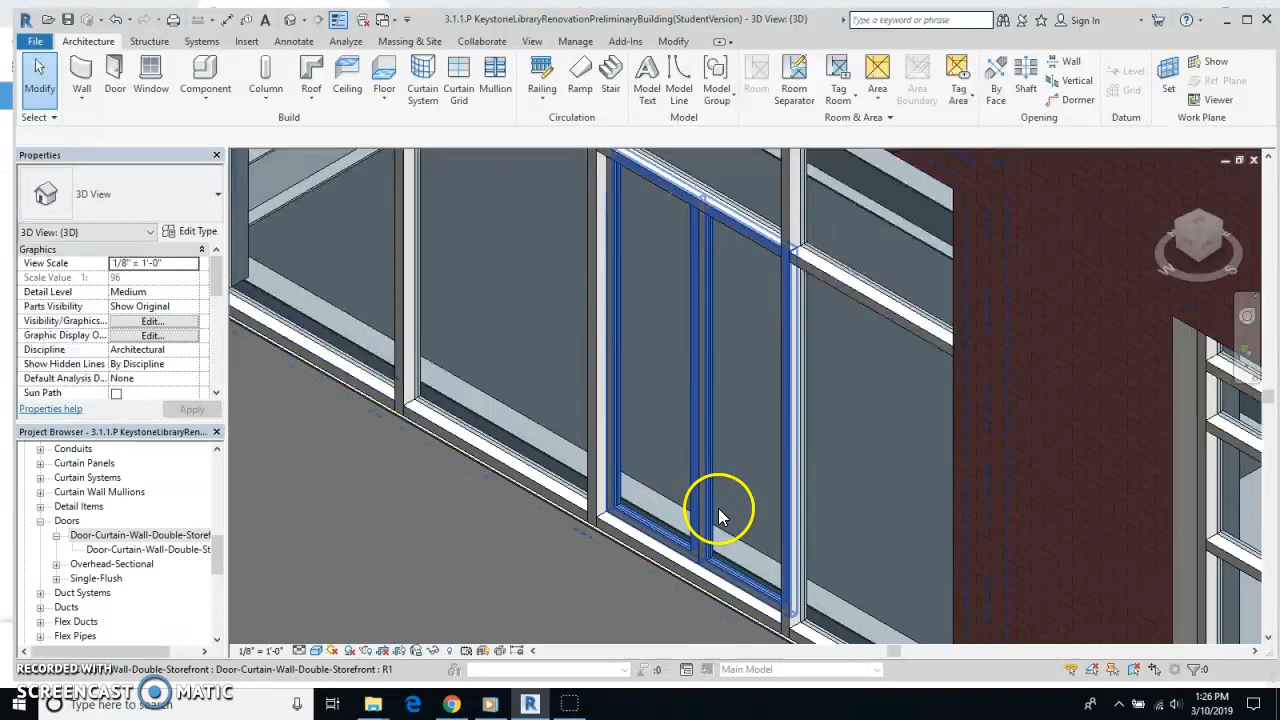 3.1.1.P KeystoneLibraryRenovationPreliminaryBuilding(StudentVersion) - 3D View: {3D}
Type a keyword or phrase
Sign In
File Architecture Structure Systems Insert Annotate Analyze Massing & Site Collaborate View Manage Add-Ins Modify
Modify Wall Door Window Component Column Roof Ceiling Floor Curtain System Curtain Grid Mullion Railing Ramp Stair Model Text Model Line Model Group Room Room Separator Tag Room Area Area Boundary Tag Area By Face Shaft Wall Vertical Dormer Level Grid Set Show Ref Plane Viewer
Select Build Circulation Model Room & Area Opening Datum Work Plane
Properties
3D View
3D View: {3D} Edit Type
Graphics
View Scale 1/8" = 1'-0"
Scale Value 1: 96
Detail Level Medium
Parts Visibility Show Original
Visibility/Graphics... Edit...
Graphic Display O... Edit...
Discipline Architectural
Show Hidden Lines By Discipline
Default Analysis D... None
Sun Path
Properties help Apply
Project Browser - 3.1.1.P KeystoneLibraryRen...
Conduits
Curtain Panels
Curtain Systems
Curtain Wall Mullions
Detail Items
Doors
Door-Curtain-Wall-Double-Storef
Door-Curtain-Wall-Double-St
Overhead-Sectional
Single-Flush
Duct Systems
Ducts
Flex Ducts
Flex Pipes
W S
1/8" = 1'-0"
RECORDED WITH
SCREENCAST MATIC
Wall-Double-Storefront : Door-Curtain-Wall-Double-Storefront : R1
:0
Main Model
:0
Type here to search
1:26 PM
3/10/2019